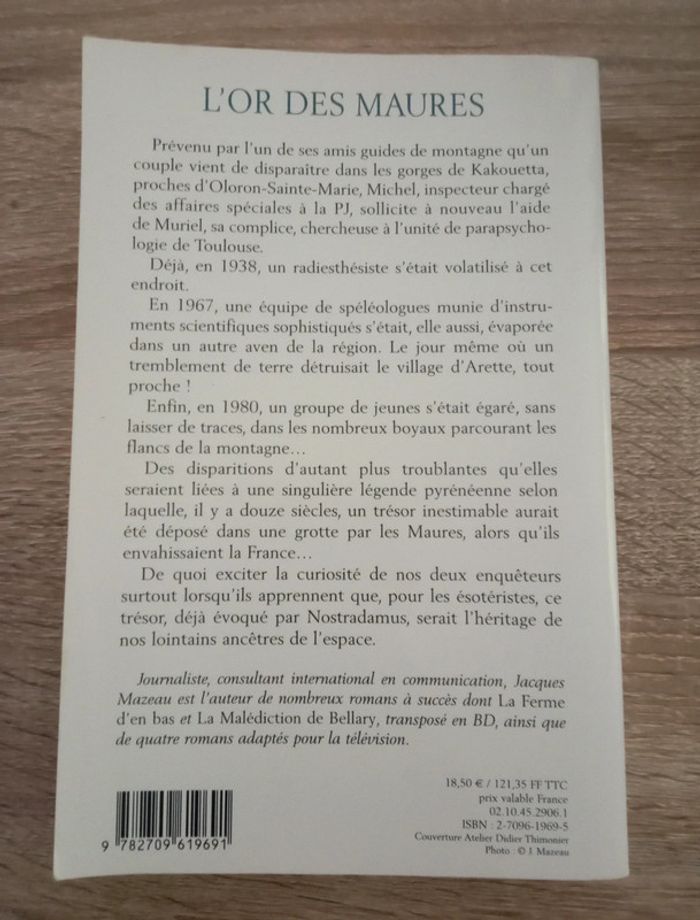 L'OR DES MAURES
Prévenu par l'un de ses amis guides de montagne qu'un
couple vient de disparaître dans les gorges de Kakouetta,
proches d'Oloron-Sainte-Marie, Michel, inspecteur chargé
des affaires spéciales à la PJ, sollicite à nouveau l'aide
de Muriel, sa complice, chercheuse à l'unité de parapsycho-
logie de Toulouse.
Déjà, en 1938, un radiesthésiste s'était volatilisé à cet
endroit.
En 1967, une équipe de spéléologues munie d'instru-
ments scientifiques sophistiqués s'était, elle aussi, évaporée
dans un autre aven de la région. Le jour même où un
tremblement de terre détruisait le village d'Arette, tout
proche !
Enfin, en 1980, un groupe de jeunes s'était égaré, sans
laisser de traces, dans les nombreux boyaux parcourant les
flancs de la montagne…
Des disparitions d'autant plus troublantes qu'elles
seraient liées à une singulière légende pyrénéenne selon
laquelle, il y a douze siècles, un trésor inestimable aurait
été déposé dans une grotte par les Maures, alors qu'ils
envahissaient la France…
De quoi exciter la curiosité de nos deux enquêteurs
surtout lorsqu'ils apprennent que, pour les ésotéristes, ce
trésor, déjà évoqué par Nostradamus, serait l'héritage de
nos lointains ancêtres de l'espace.
Journaliste, consultant international en communication, Jacques
Mazeau est l'auteur de nombreux romans à succès dont La Ferme
d'en bas et La Malédiction de Bellary, transposé en BD, ainsi que
de quatre romans adaptés pour la télévision.
18,50 € / 121,35 FF TTC
prix valable France
02.10.45.2906.1
ISBN : 2-7096-1969-5
Couverture Atelier Didier Thimonier
Photo : © J. Mazeau
9 782709 619691